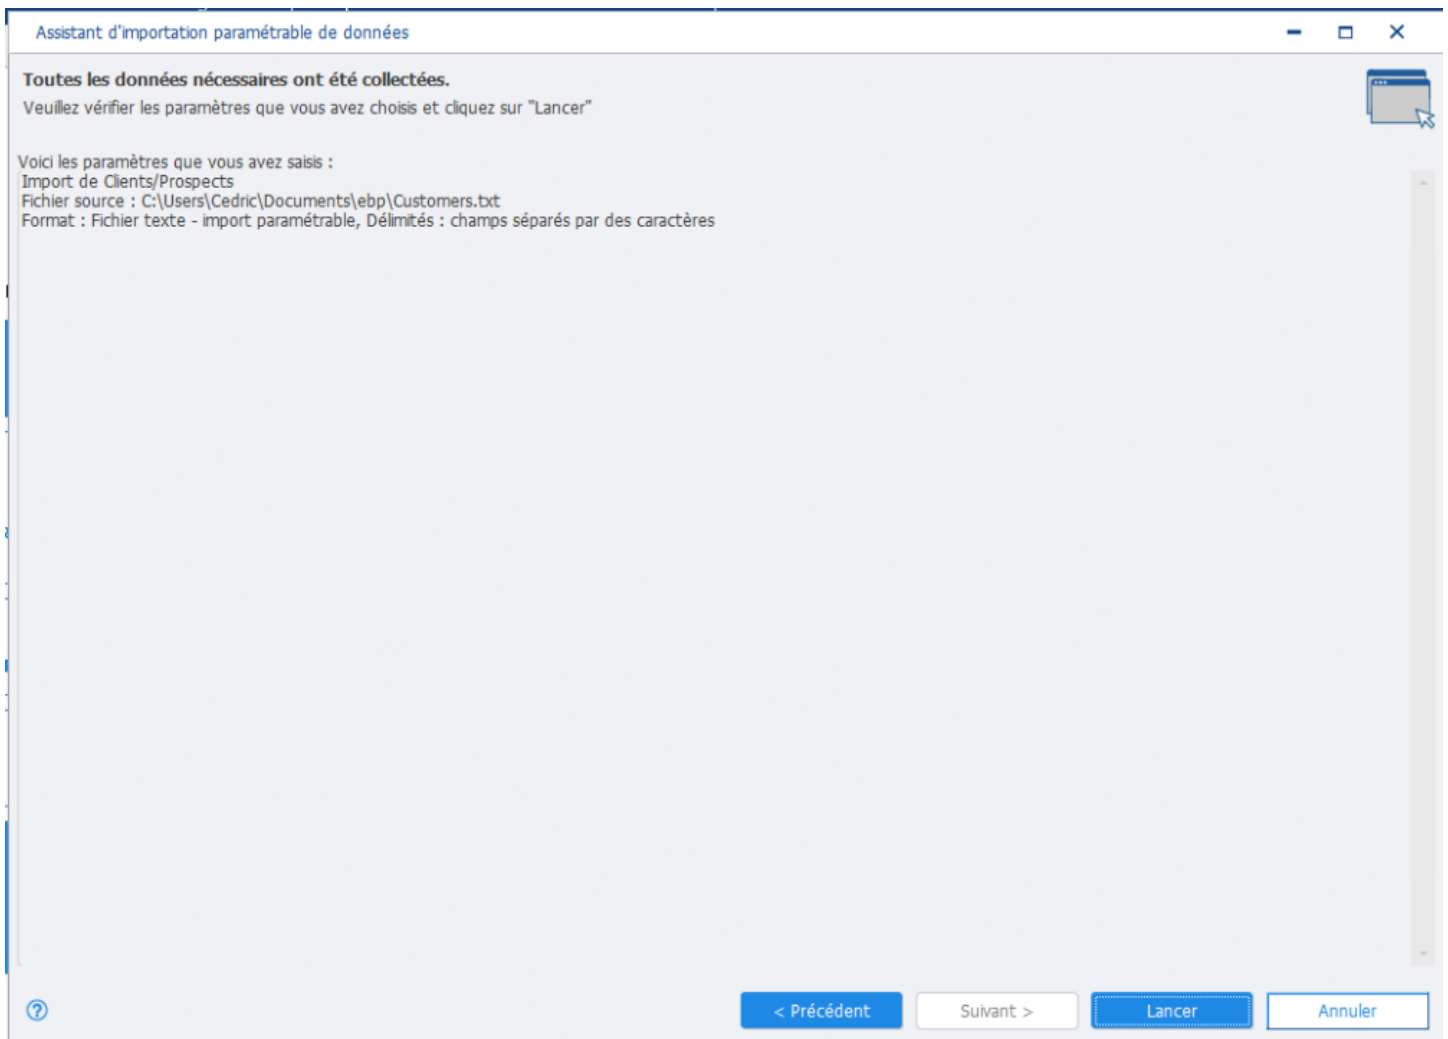 Assistant d'importation paramétrable de données
Toutes les données nécessaires ont été collectées.
Veuillez vérifier les paramètres que vous avez choisis et cliquez sur "Lancer"
Voici les paramètres que vous avez saisis :
Import de Clients/Prospects
Fichier source : C:\Users\Cedric\Documents\ebp\Customers.txt
Format : Fichier texte - import paramétrable, Délimités : champs séparés par des caractères
< Précédent
Suivant >
Lancer
Annuler